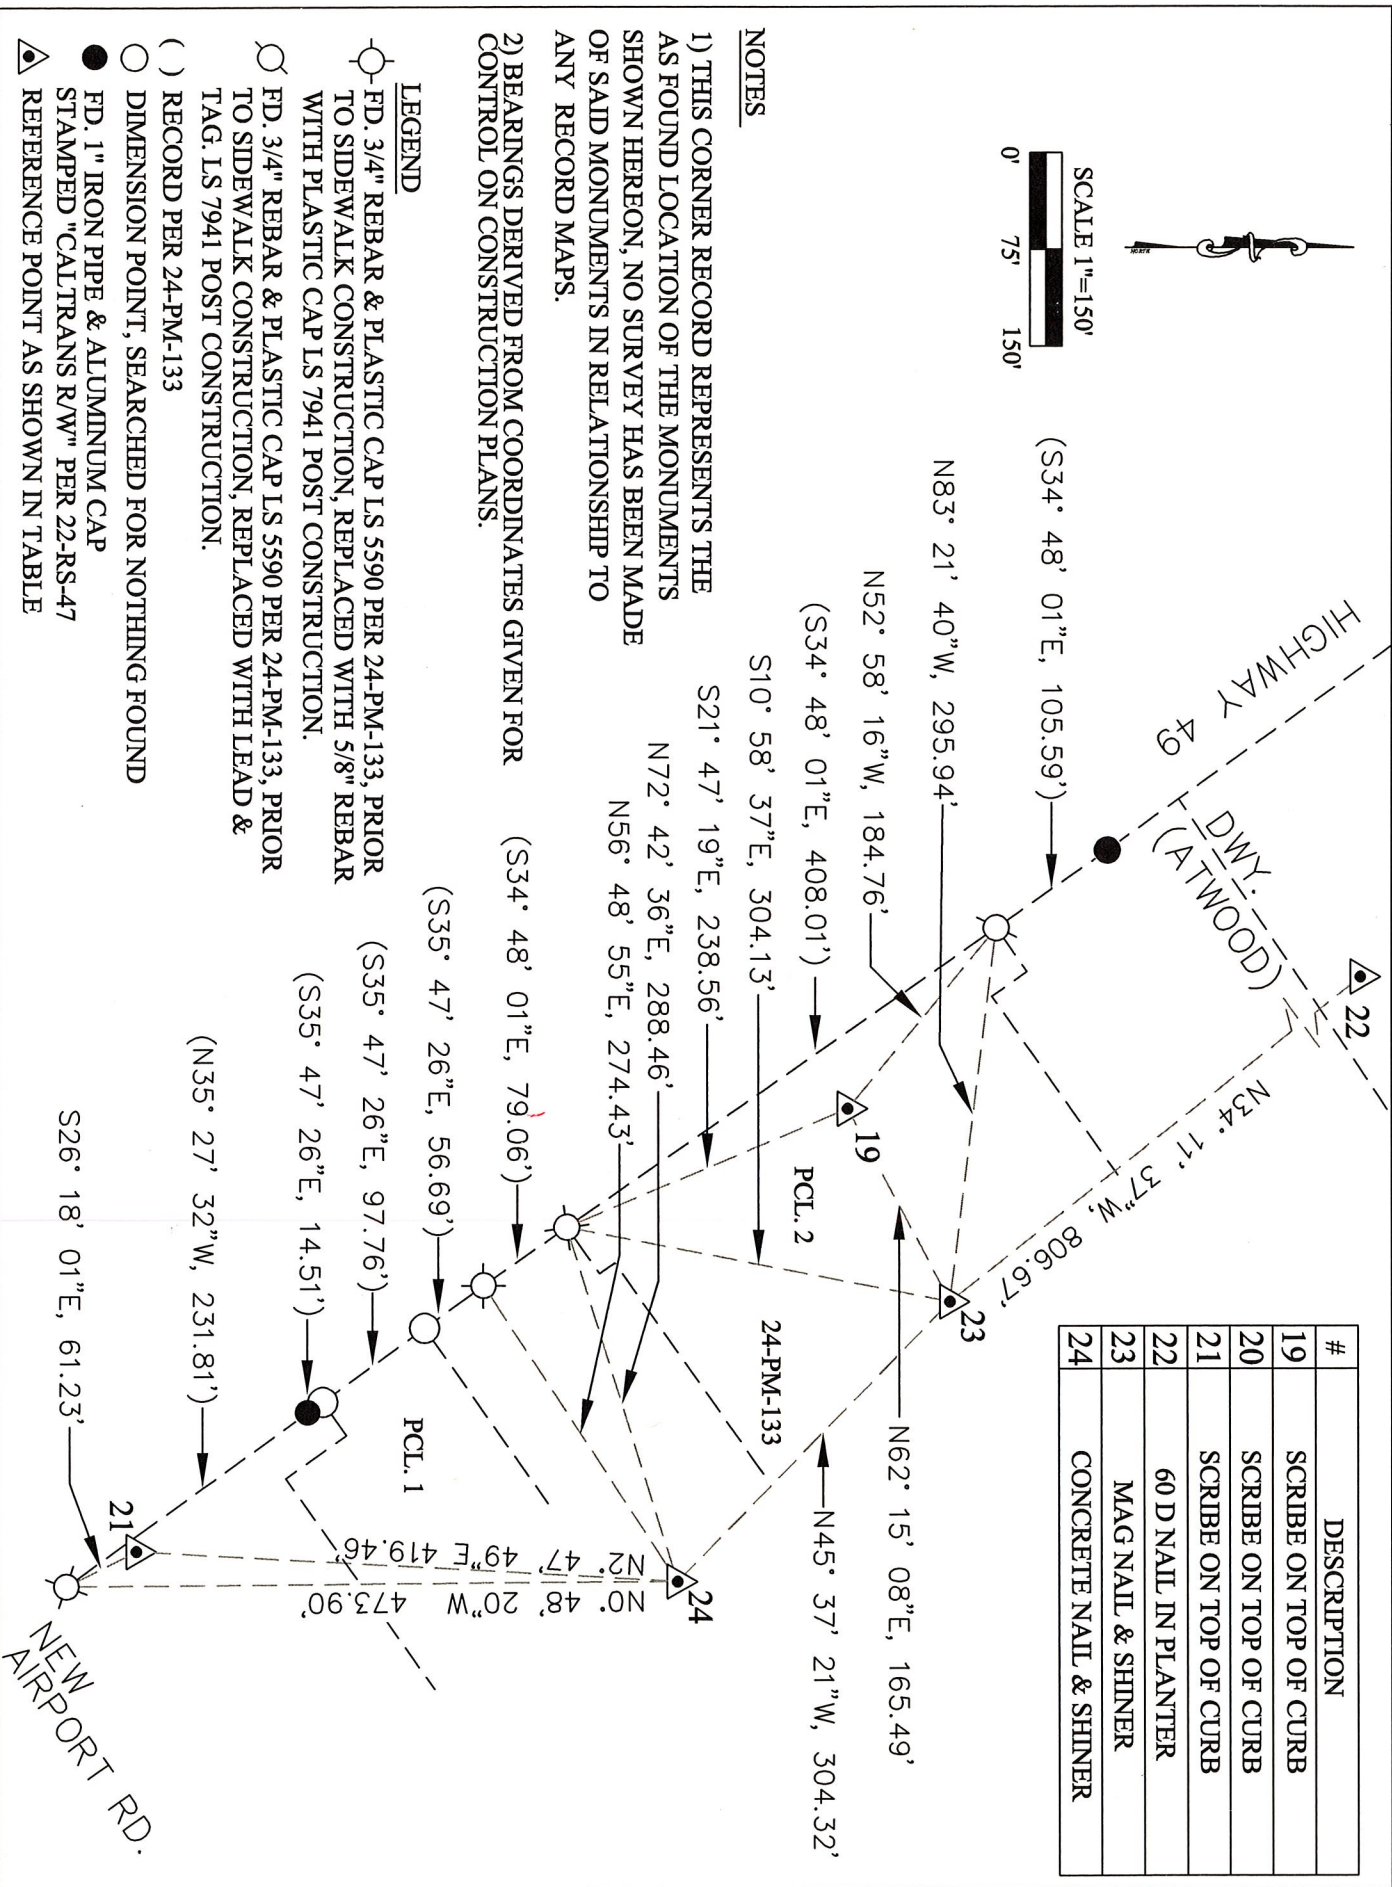 SCALE 1"=150'
0' 75' 150'
NORTH
NOTES
1) THIS CORNER RECORD REPRESENTS THE
AS FOUND LOCATION OF THE MONUMENTS
SHOWN HEREON, NO SURVEY HAS BEEN MADE
OF SAID MONUMENTS IN RELATIONSHIP TO
ANY RECORD MAPS.
2) BEARINGS DERIVED FROM COORDINATES GIVEN FOR
CONTROL ON CONSTRUCTION PLANS.
LEGEND
FD. 3/4" REBAR & PLASTIC CAP LS 5590 PER 24-PM-133, PRIOR
TO SIDEWALK CONSTRUCTION, REPLACED WITH 5/8" REBAR
WITH PLASTIC CAP LS 7941 POST CONSTRUCTION.
FD. 3/4" REBAR & PLASTIC CAP LS 5590 PER 24-PM-133, PRIOR
TO SIDEWALK CONSTRUCTION, REPLACED WITH LEAD &
TAG. LS 7941 POST CONSTRUCTION.
( ) RECORD PER 24-PM-133
DIMENSION POINT, SEARCHED FOR NOTHING FOUND
FD. 1" IRON PIPE & ALUMINUM CAP
STAMPED "CALTRANS R/W" PER 22-RS-47
REFERENCE POINT AS SHOWN IN TABLE
HIGHWAY 49
DWY.
(ATWOOD)
22
(S34° 48' 01"E, 105.59')
N83° 21' 40"W, 295.94'
N52° 58' 16"W, 184.76'
(S34° 48' 01"E, 408.01')
S10° 58' 37"E, 304.13'
S21° 47' 19"E, 238.56'
N72° 42' 36"E, 288.46'
N56° 48' 55"E, 274.43'
(S34° 48' 01"E, 79.06')
(S35° 47' 26"E, 56.69')
(S35° 47' 26"E, 97.76')
(S35° 47' 26"E, 14.51')
(N35° 27' 32"W, 231.81')
S26° 18' 01"E, 61.23'
N34° 11' 37"W, 806.67'
19
PCL. 2
23
24-PM-133
N62° 15' 08"E, 165.49'
N45° 37' 21"W, 304.32'
24
PCL. 1
N2° 47' 49"E 419.46'
N0° 48' 20"W 473.90'
21
NEW
AIRPORT RD.
# DESCRIPTION
19 SCRIBE ON TOP OF CURB
20 SCRIBE ON TOP OF CURB
21 SCRIBE ON TOP OF CURB
22 60 D NAIL IN PLANTER
23 MAG NAIL & SHINER
24 CONCRETE NAIL & SHINER